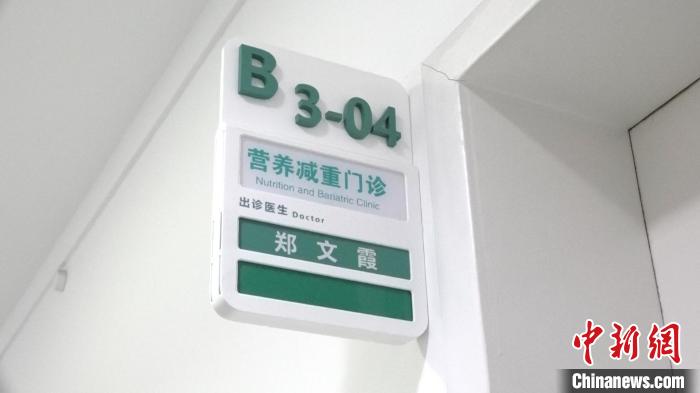 B 3-04
营养减重门诊
Nutrition and Bariatric Clinic
出诊医生 Doctor
郑文霞
中新網
Chinanews.com